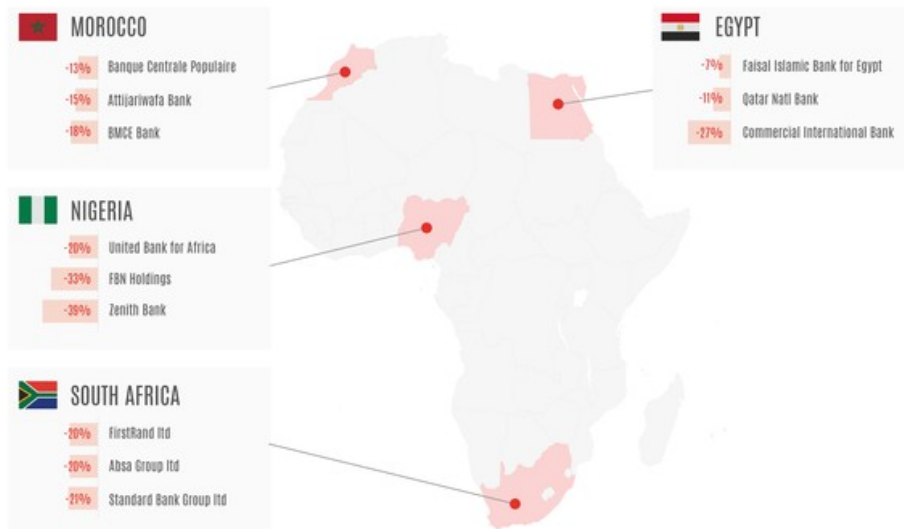 MOROCCO
-13% Banque Centrale Populaire
-15% Attijariwafa Bank
-18% BMCE Bank
EGYPT
-7% Faisal Islamic Bank for Egypt
-11% Qatar Natl Bank
-27% Commercial International Bank
NIGERIA
-20% United Bank for Africa
-33% FBN Holdings
-39% Zenith Bank
SOUTH AFRICA
-20% FirstRand ltd
-20% Absa Group ltd
-21% Standard Bank Group ltd